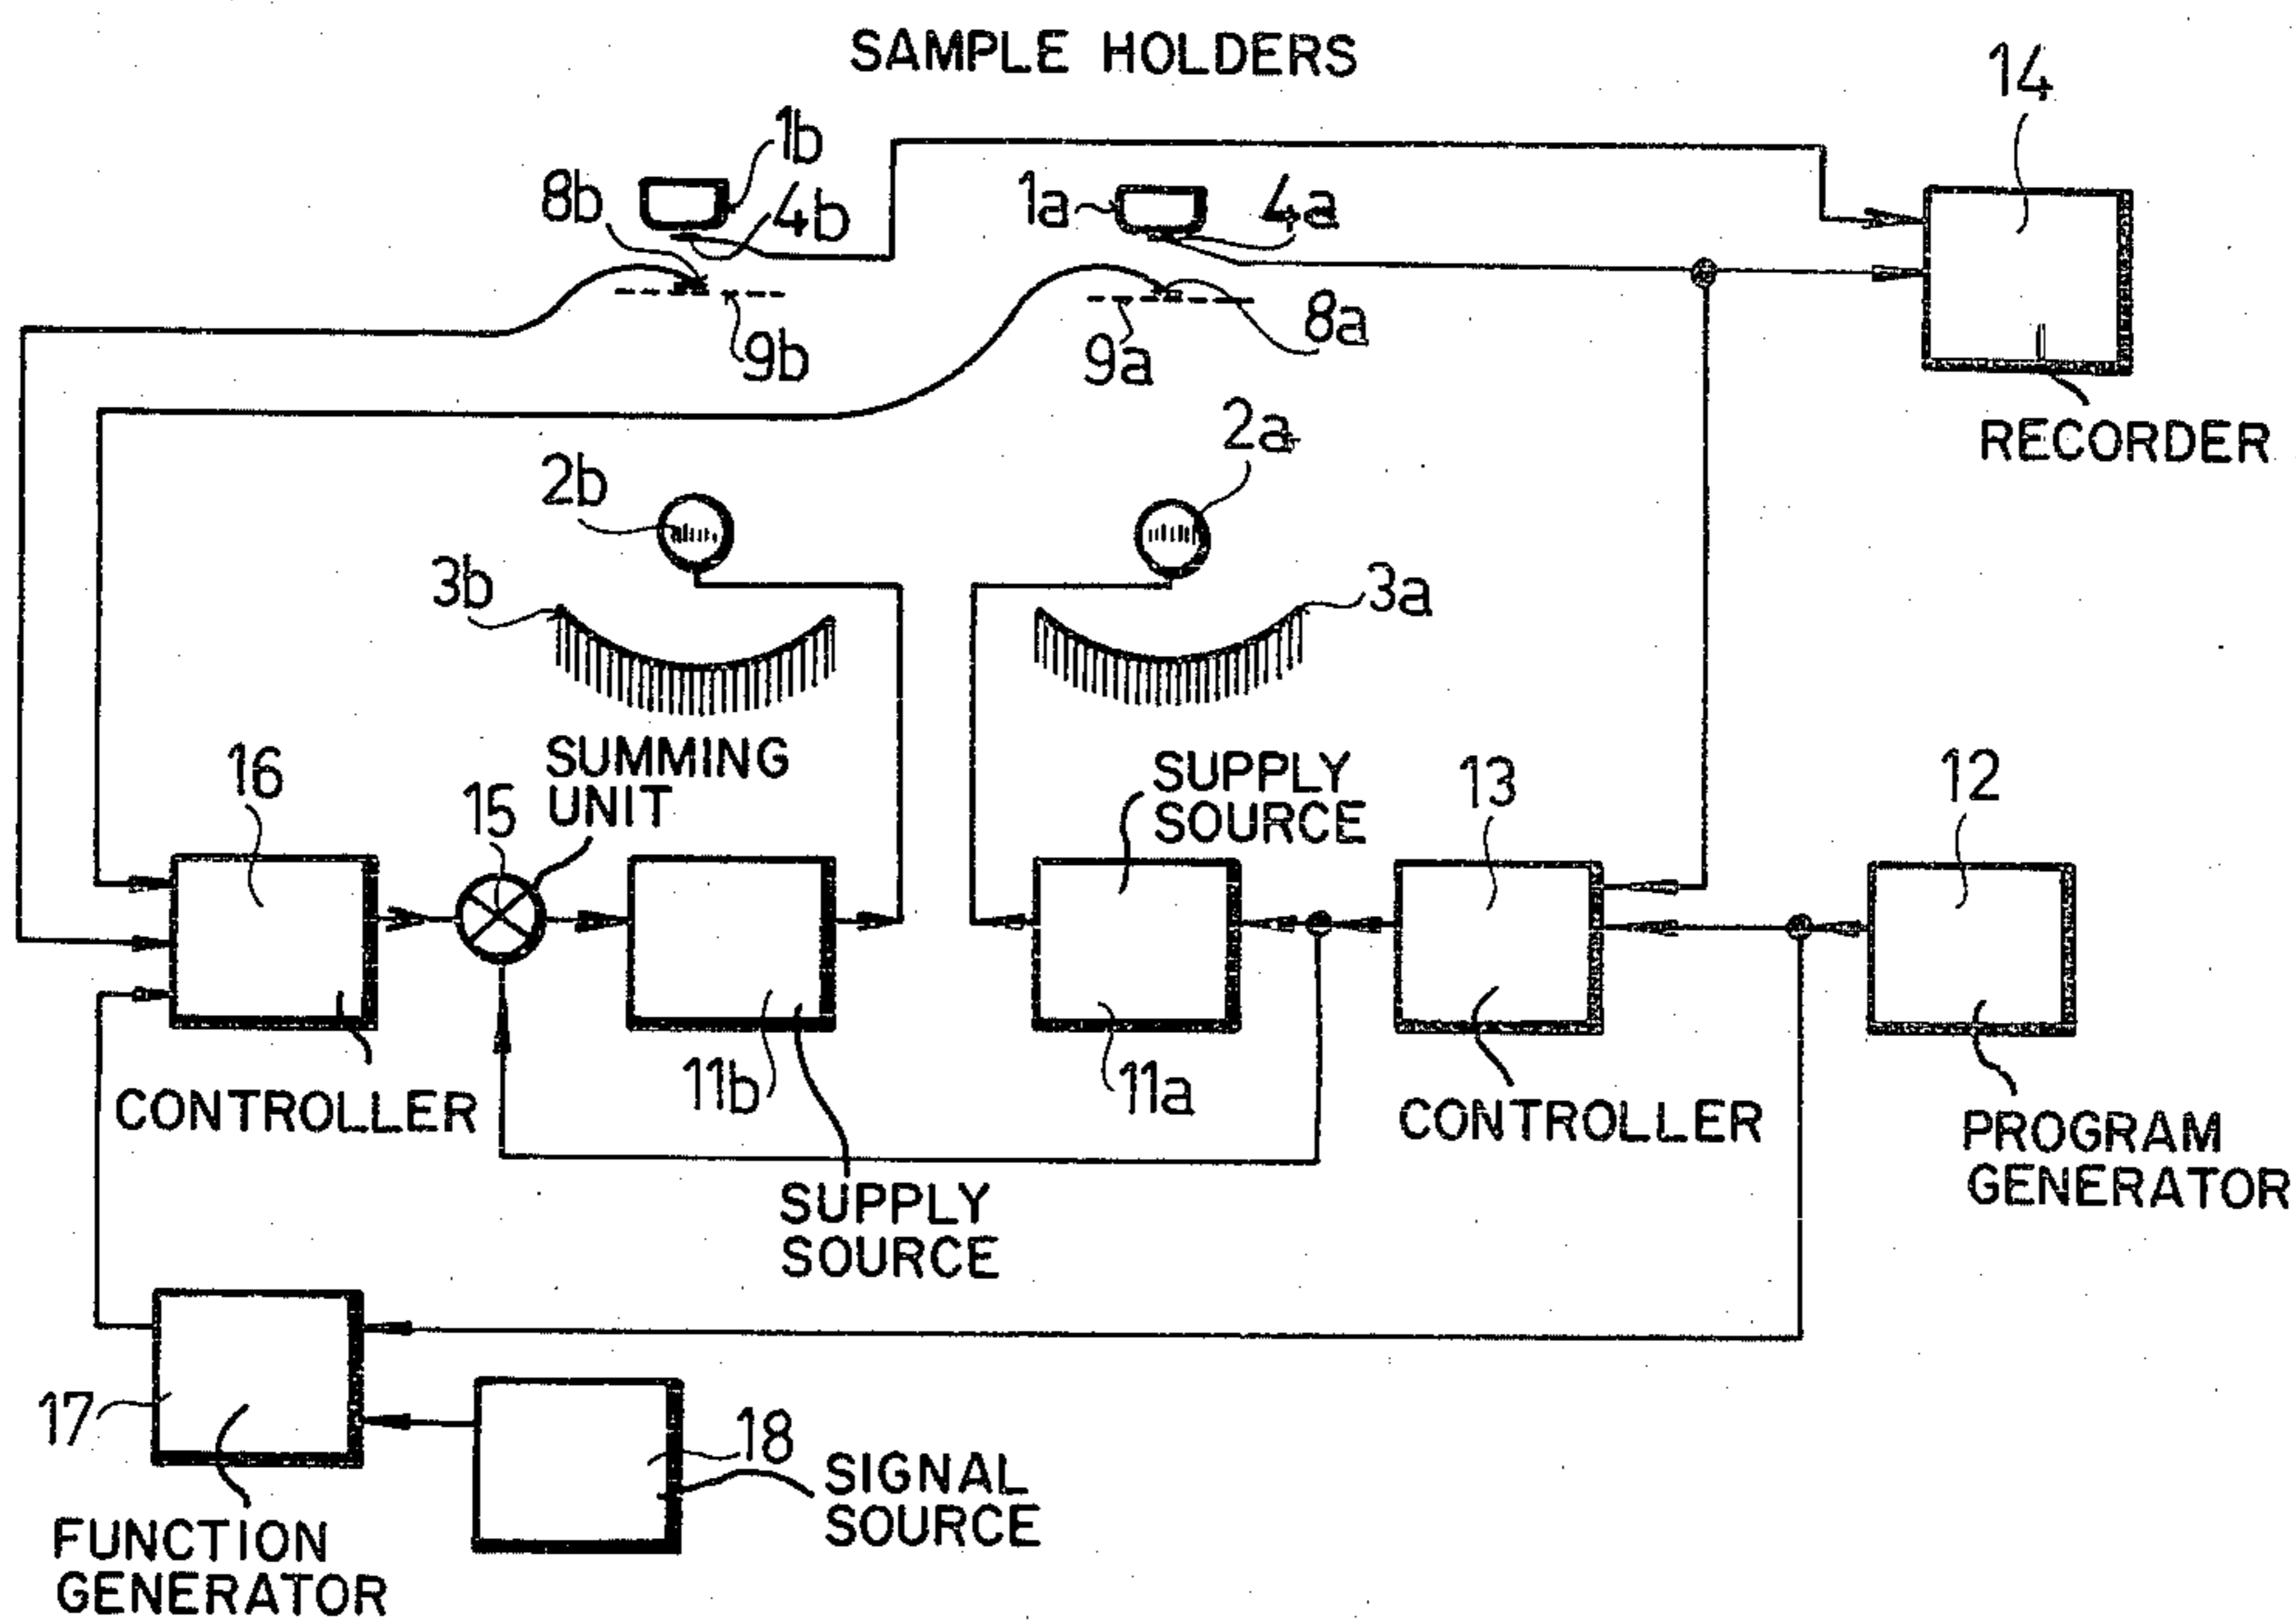 SAMPLE HOLDERS
14
1b
8b
4b
1a
4a
9b
9a
8a
RECORDER
2b
2a
3b
3a
16
15
SUMMING
UNIT
SUPPLY
SOURCE
13
12
11b
11a
CONTROLLER
CONTROLLER
PROGRAM
GENERATOR
SUPPLY
SOURCE
17
18
SIGNAL
SOURCE
FUNCTION
GENERATOR